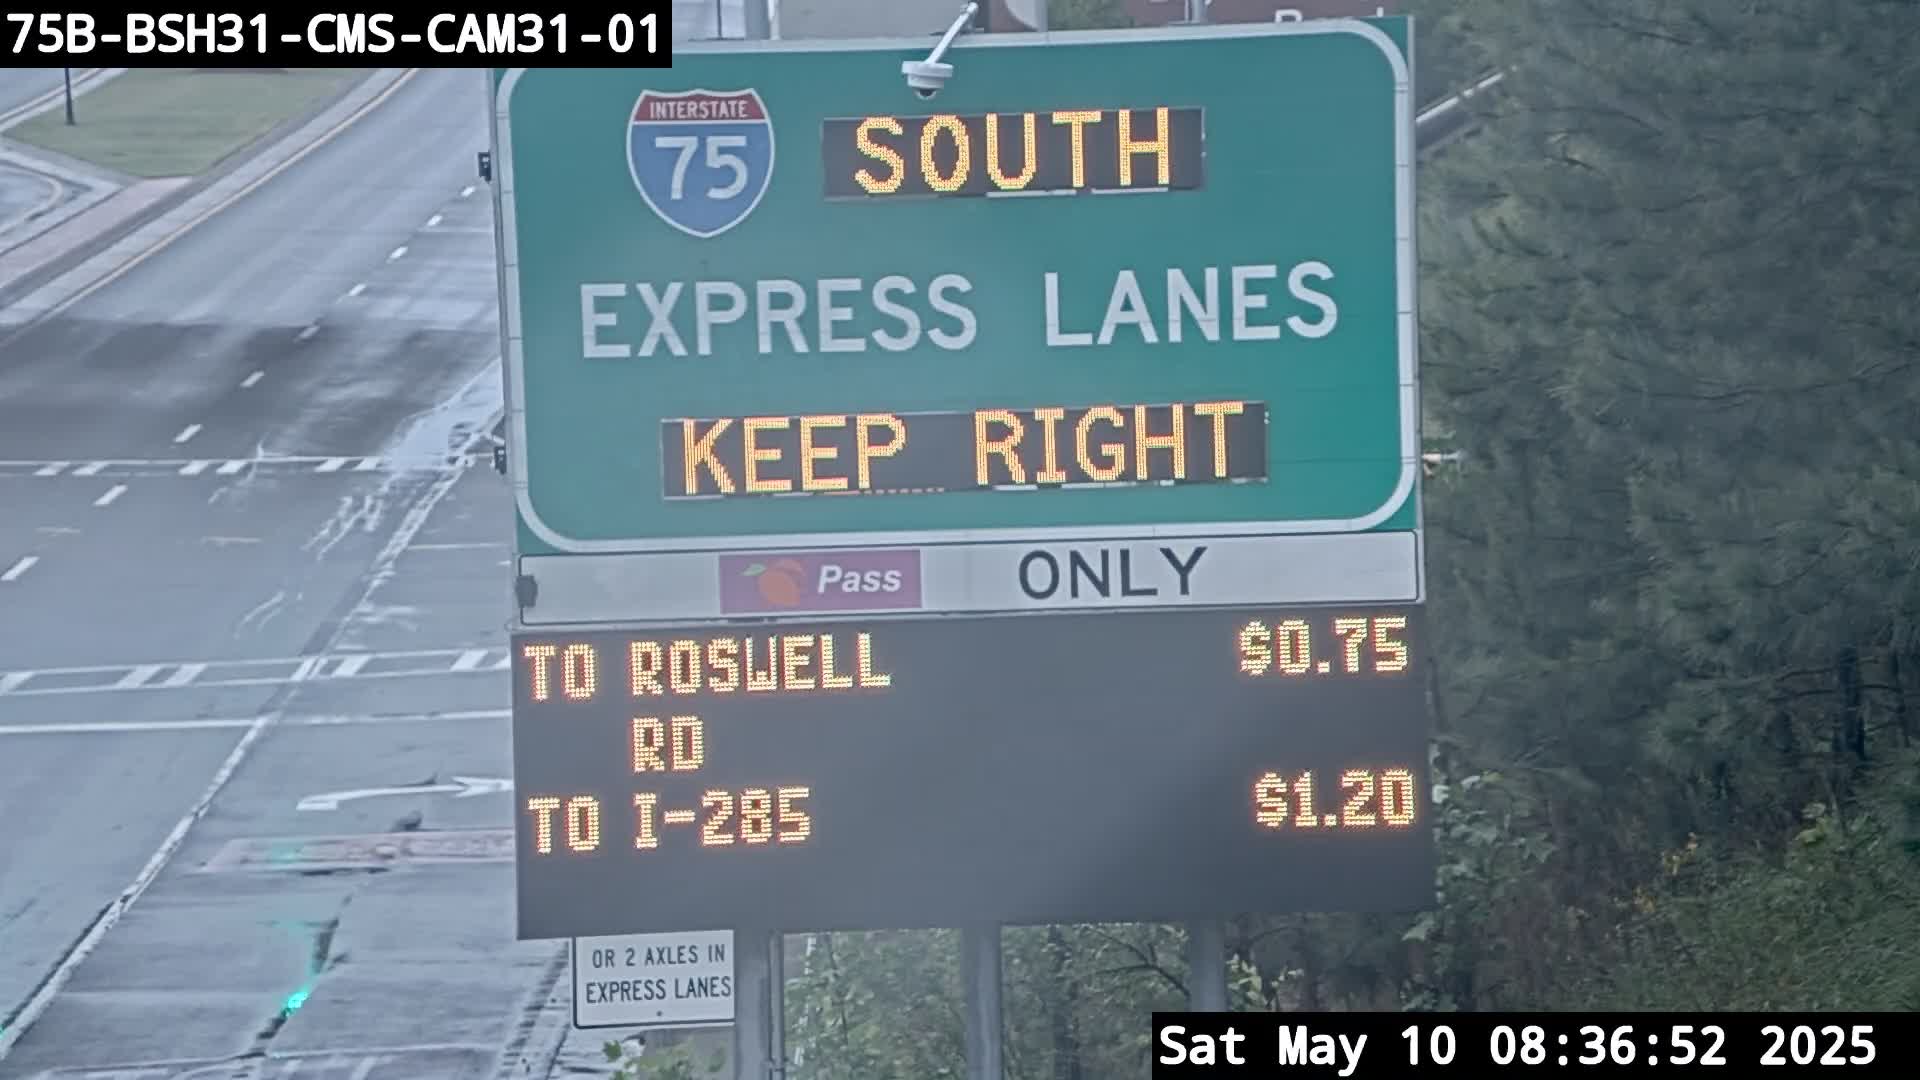 75B-BSH31-CMS-CAM31-01
INTERSTATE
75
SOUTH
EXPRESS LANES
KEEP RIGHT
Pass ONLY
TO ROSWELL $0.75
RD
TO I-285 $1.20
OR 2 AXLES IN
EXPRESS LANES
Sat May 10 08:36:52 2025